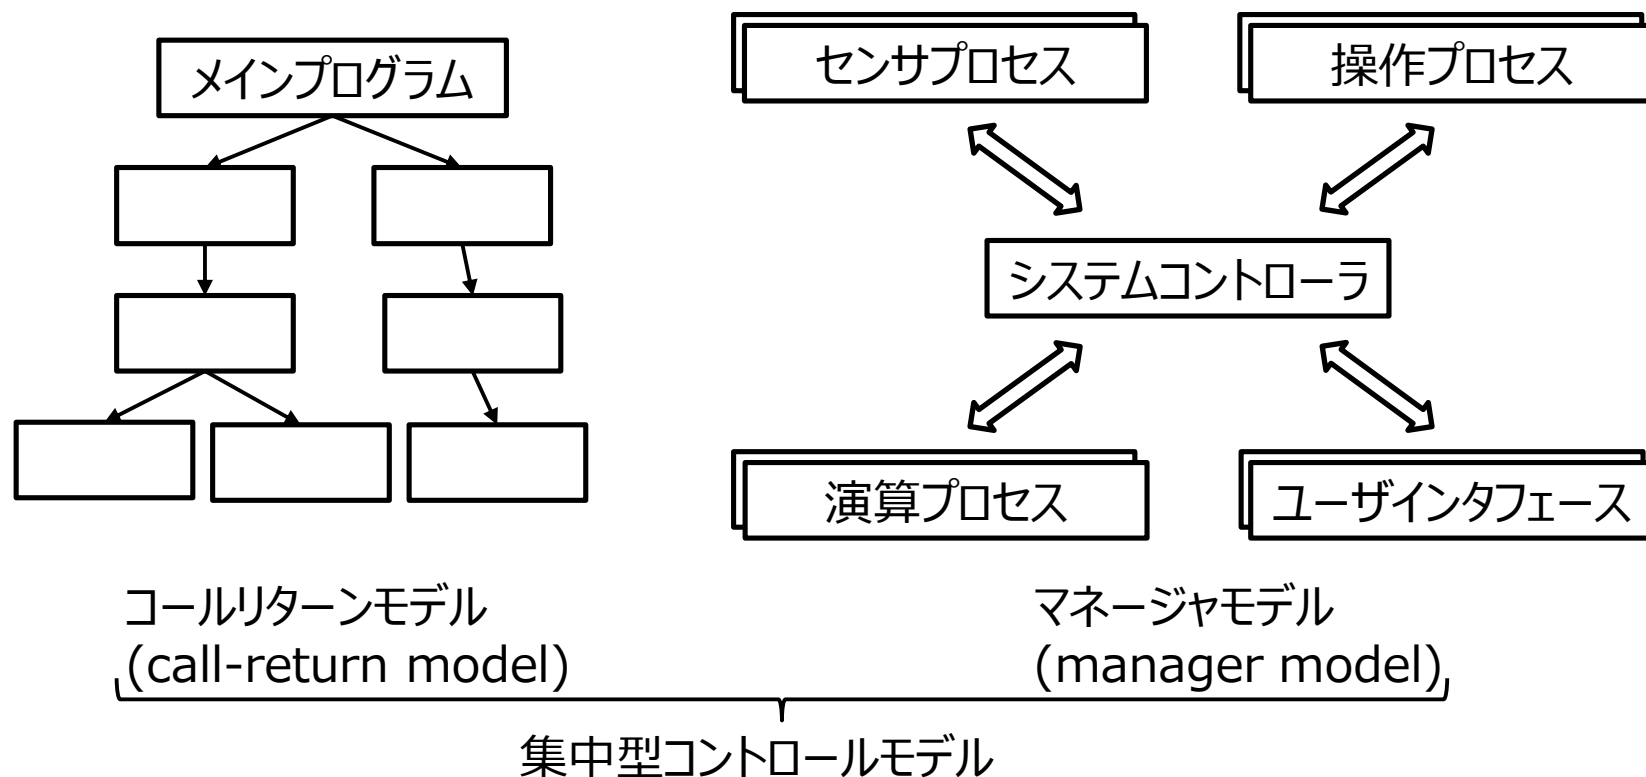 メインプログラム
センサプロセス
操作プロセス
システムコントローラ
演算プロセス
ユーザインタフェース
コールリターンモデル
(call-return model)
マネージャモデル
(manager model)
集中型コントロールモデル